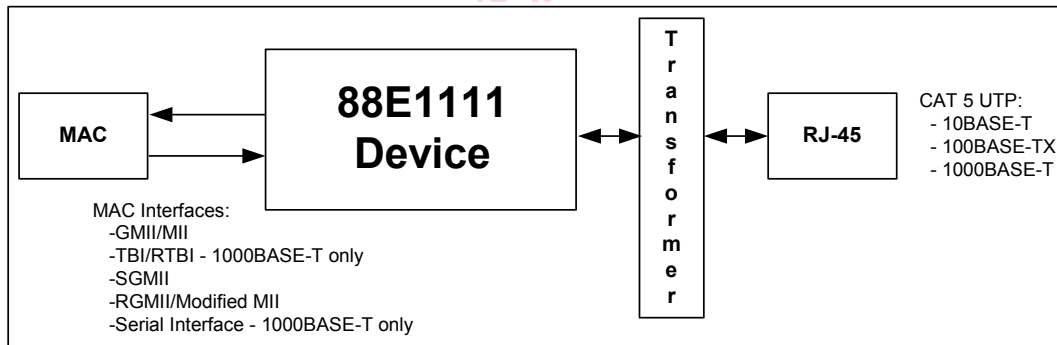 MAC
88E1111
Device
Transformer
RJ-45
CAT 5 UTP:
- 10BASE-T
- 100BASE-TX
- 1000BASE-T
MAC Interfaces:
-GMII/MII
-TBI/RTBI - 1000BASE-T only
-SGMII
-RGMII/Modified MII
-Serial Interface - 1000BASE-T only